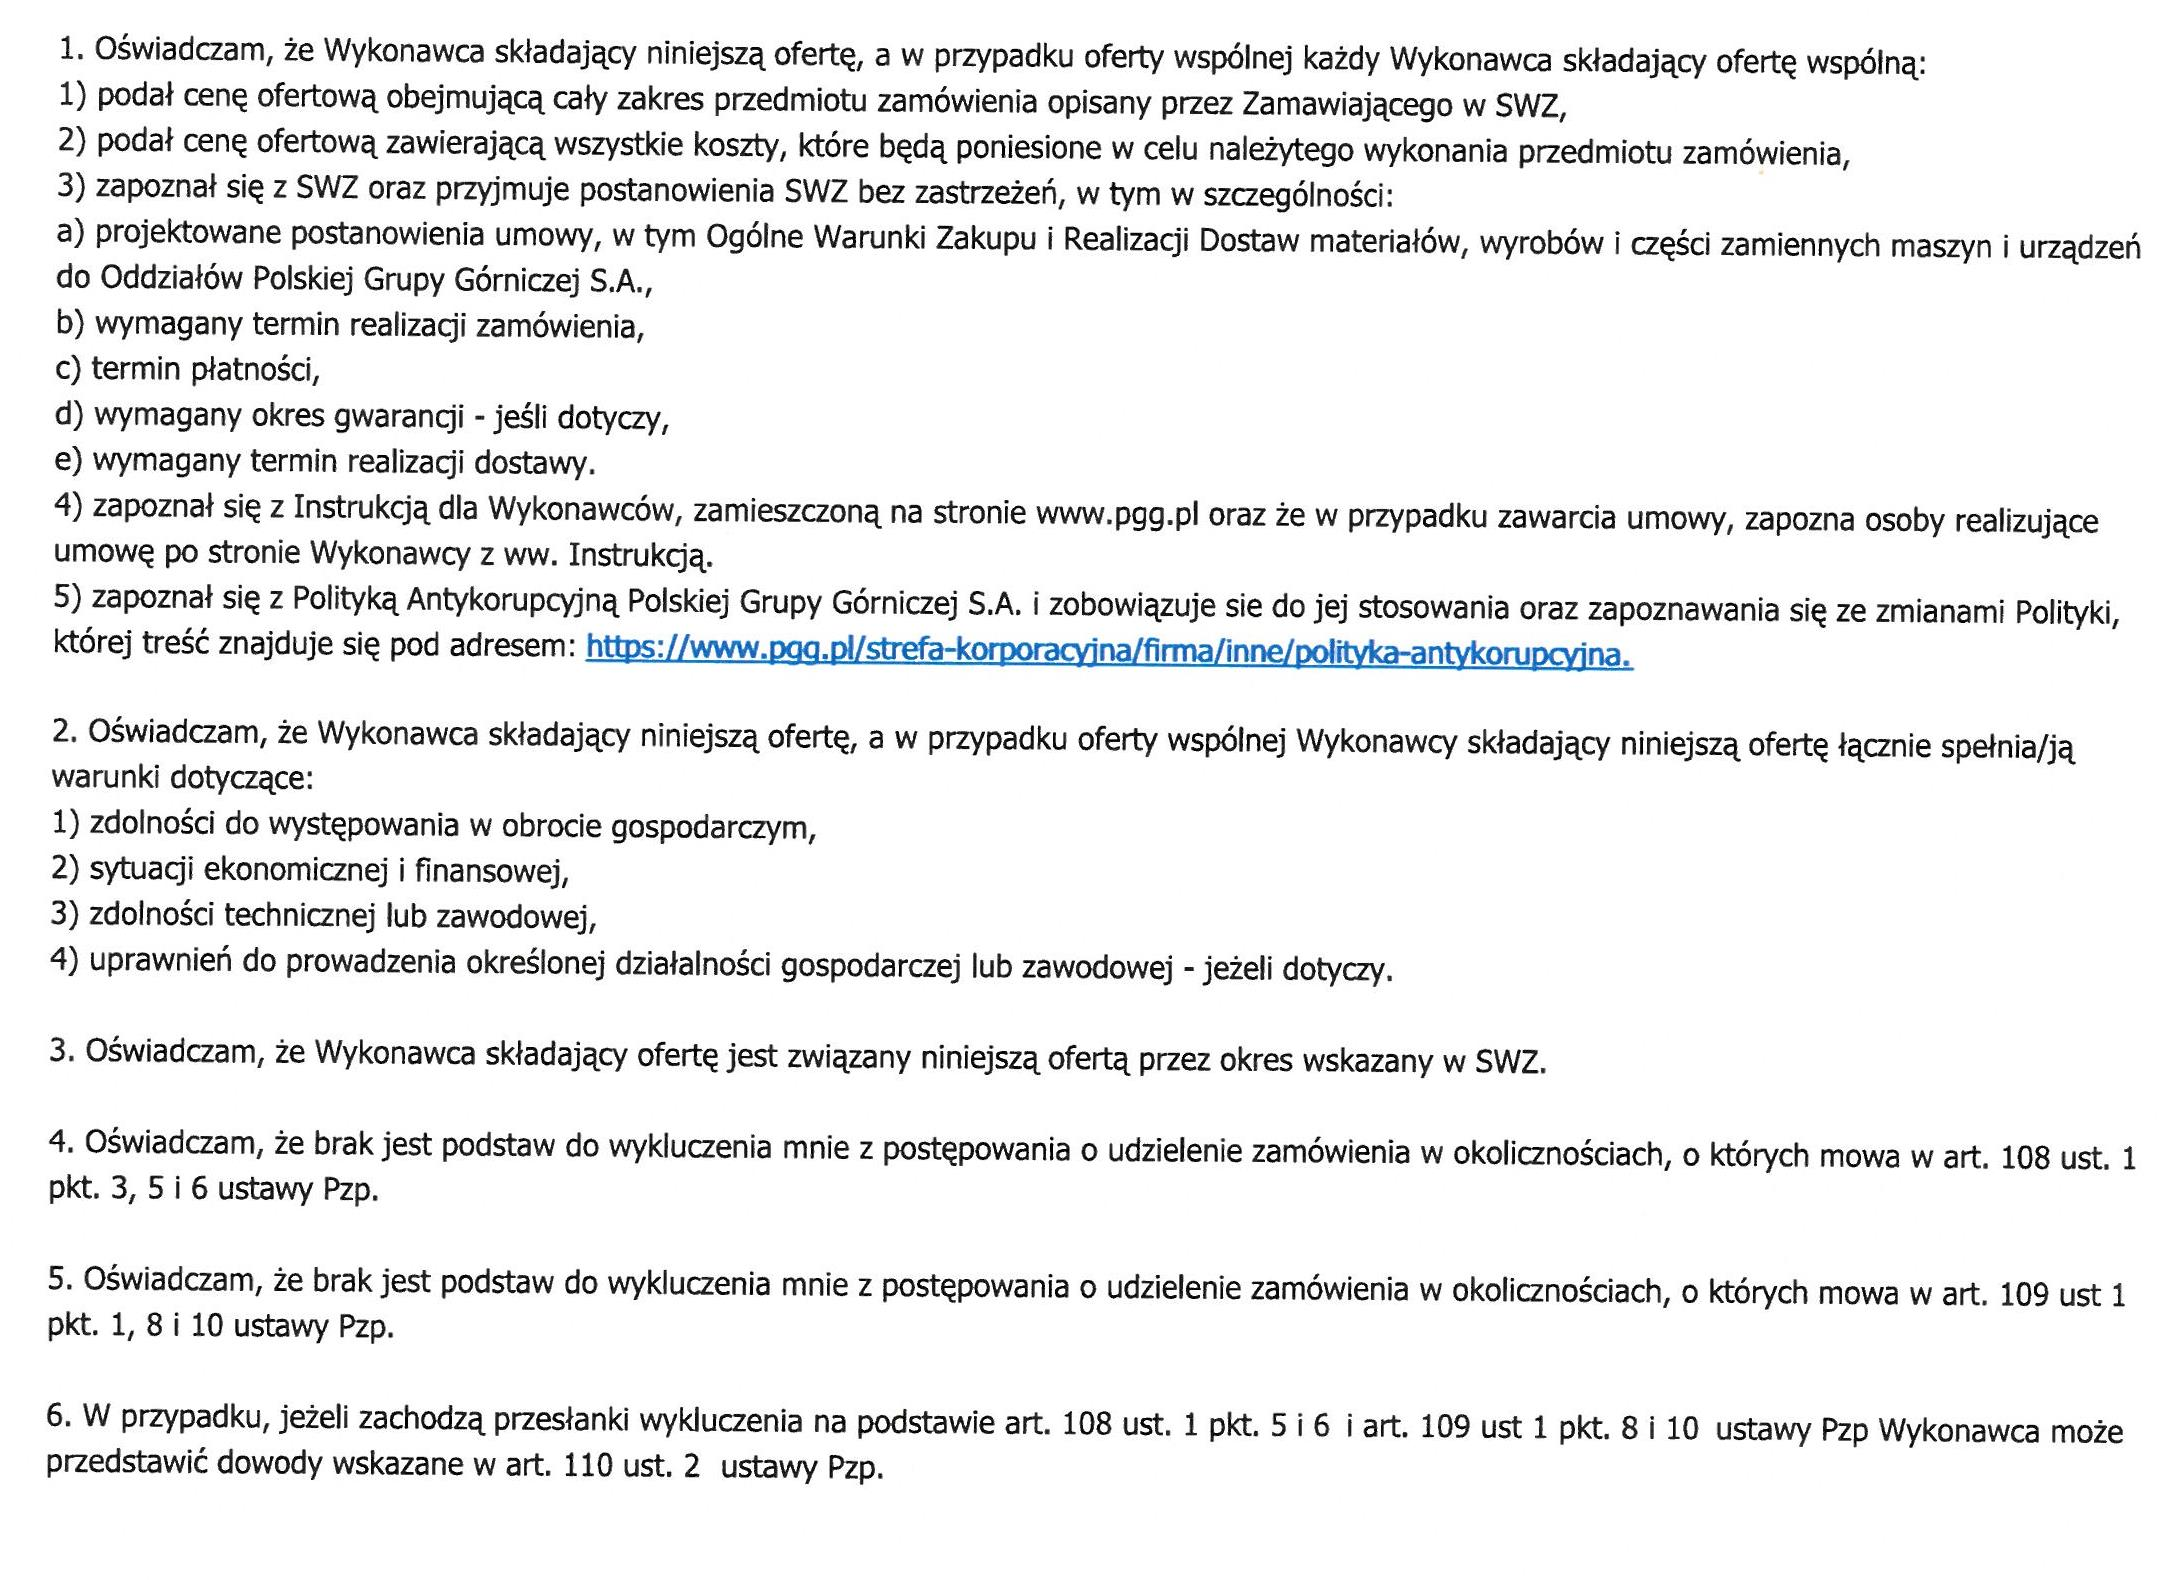 1. Oświadczam, że Wykonawca składający niniejszą ofertę, a w przypadku oferty wspólnej każdy Wykonawca składający ofertę wspólną:
1) podał cenę ofertową obejmującą cały zakres przedmiotu zamówienia opisany przez Zamawiającego w SWZ,
2) podał cenę ofertową zawierającą wszystkie koszty, które będą poniesione w celu należytego wykonania przedmiotu zamówienia,
3) zapoznał się z SWZ oraz przyjmuje postanowienia SWZ bez zastrzeżeń, w tym w szczególności:
a) projektowane postanowienia umowy, w tym Ogólne Warunki Zakupu i Realizacji Dostaw materiałów, wyrobów i części zamiennych maszyn i urządzeń
do Oddziałów Polskiej Grupy Górniczej S.A.,
b) wymagany termin realizacji zamówienia,
c) termin płatności,
d) wymagany okres gwarancji - jeśli dotyczy,
e) wymagany termin realizacji dostawy.
4) zapoznał się z Instrukcją dla Wykonawców, zamieszczoną na stronie www.pgg.pl oraz że w przypadku zawarcia umowy, zapozna osoby realizujące
umowę po stronie Wykonawcy z ww. Instrukcją.
5) zapoznał się z Polityką Antykorupcyjną Polskiej Grupy Górniczej S.A. i zobowiązuje sie do jej stosowania oraz zapoznawania się ze zmianami Polityki,
której treść znajduje się pod adresem: https://www.pgg.pl/strefa-korporacyjna/firma/inne/polityka-antykorupcyjna.
2. Oświadczam, że Wykonawca składający niniejszą ofertę, a w przypadku oferty wspólnej Wykonawcy składający niniejszą ofertę łącznie spełnia/ją
warunki dotyczące:
1) zdolności do występowania w obrocie gospodarczym,
2) sytuacji ekonomicznej i finansowej,
3) zdolności technicznej lub zawodowej,
4) uprawnień do prowadzenia określonej działalności gospodarczej lub zawodowej - jeżeli dotyczy.
3. Oświadczam, że Wykonawca składający ofertę jest związany niniejszą ofertą przez okres wskazany w SWZ.
4. Oświadczam, że brak jest podstaw do wykluczenia mnie z postępowania o udzielenie zamówienia w okolicznościach, o których mowa w art. 108 ust. 1
pkt. 3, 5 i 6 ustawy Pzp.
5. Oświadczam, że brak jest podstaw do wykluczenia mnie z postępowania o udzielenie zamówienia w okolicznościach, o których mowa w art. 109 ust 1
pkt. 1, 8 i 10 ustawy Pzp.
6. W przypadku, jeżeli zachodzą przesłanki wykluczenia na podstawie art. 108 ust. 1 pkt. 5 i 6 i art. 109 ust 1 pkt. 8 i 10 ustawy Pzp Wykonawca może
przedstawić dowody wskazane w art. 110 ust. 2 ustawy Pzp.